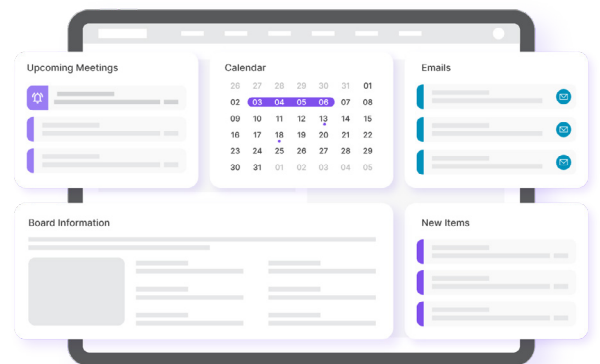 Upcoming Meetings
Calendar
26 27 28 29 30 31 01
02 03 04 05 06 07 08
09 10 11 12 13 14 15
16 17 18 19 20 21 22
23 24 25 26 27 28 29
30 31 01 02 03 04 05
Emails
Board Information
New Items